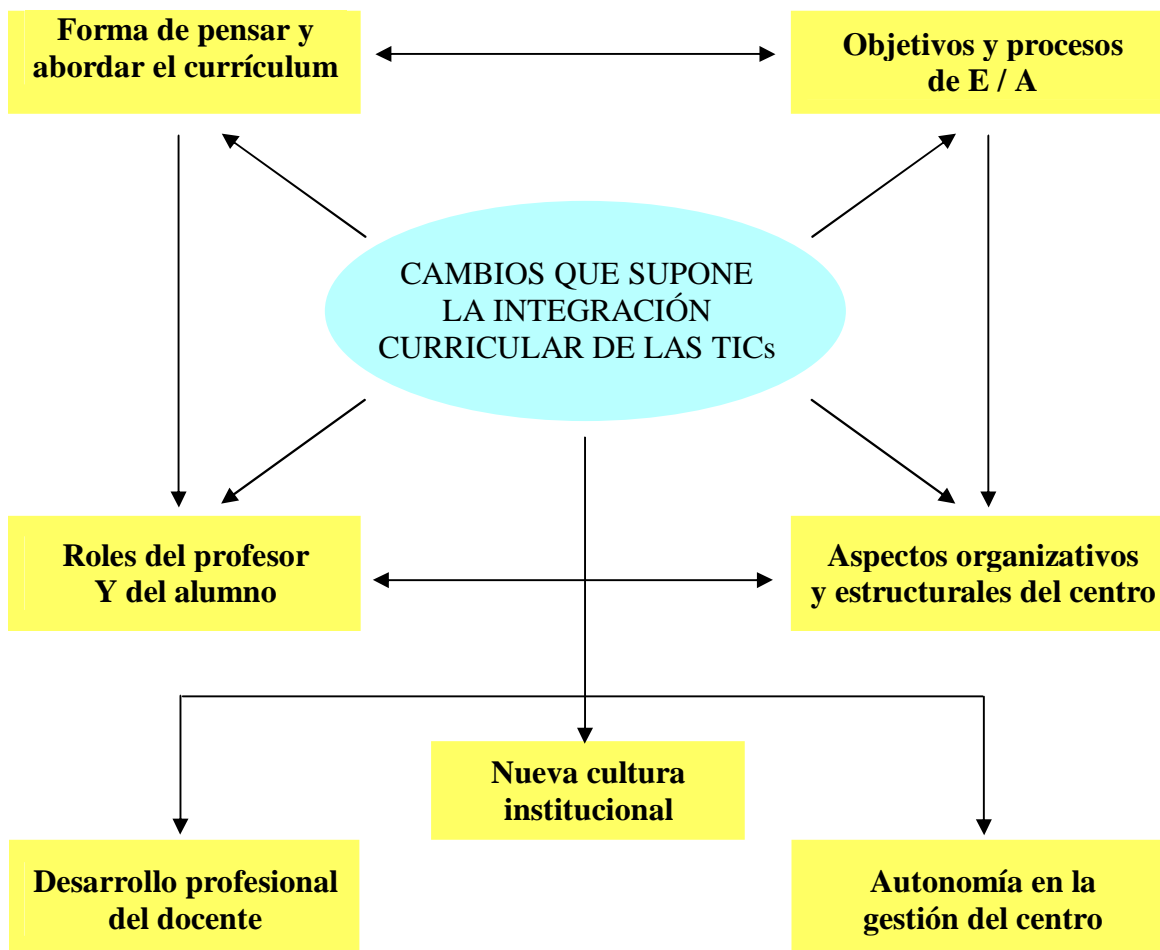 Forma de pensar y
abordar el currículum
Objetivos y procesos
de E / A
CAMBIOS QUE SUPONE
LA INTEGRACIÓN
CURRICULAR DE LAS TICs
Roles del profesor
Y del alumno
Aspectos organizativos
y estructurales del centro
Nueva cultura
institucional
Desarrollo profesional
del docente
Autonomía en la
gestión del centro